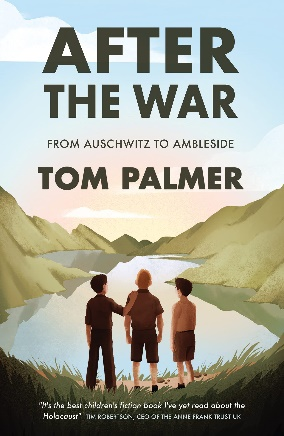 AFTER
THE WAR
FROM AUSCHWITZ TO AMBLESIDE
TOM PALMER
"It's the best children's fiction book I've yet read about the
Holocaust" TIM ROBERTSON, CEO OF THE ANNE FRANK TRUST UK